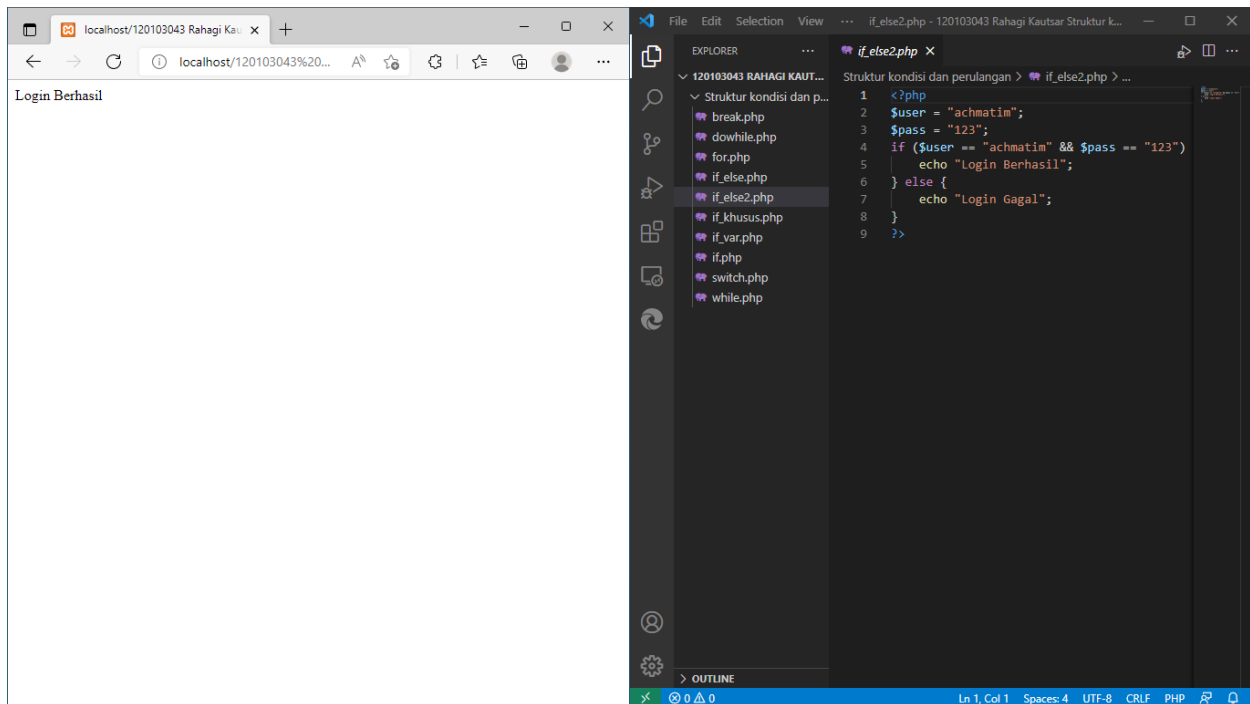 localhost/120103043 Rahagi Kau
localhost/120103043%20...
Login Berhasil
File Edit Selection View ··· if_else2.php - 120103043 Rahagi Kautsar Struktur k...
EXPLORER ···
120103043 RAHAGI KAUT...
Struktur kondisi dan p...
break.php
dowhile.php
for.php
if_else.php
if_else2.php
if_khusus.php
if_var.php
if.php
switch.php
while.php
OUTLINE
if_else2.php
Struktur kondisi dan perulangan > if_else2.php > ...
1 <?php
2 $user = "achmatim";
3 $pass = "123";
4 if ($user == "achmatim" && $pass == "123")
5 echo "Login Berhasil";
6 } else {
7 echo "Login Gagal";
8 }
9 ?>
0 0 Ln 1, Col 1 Spaces: 4 UTF-8 CRLF PHP